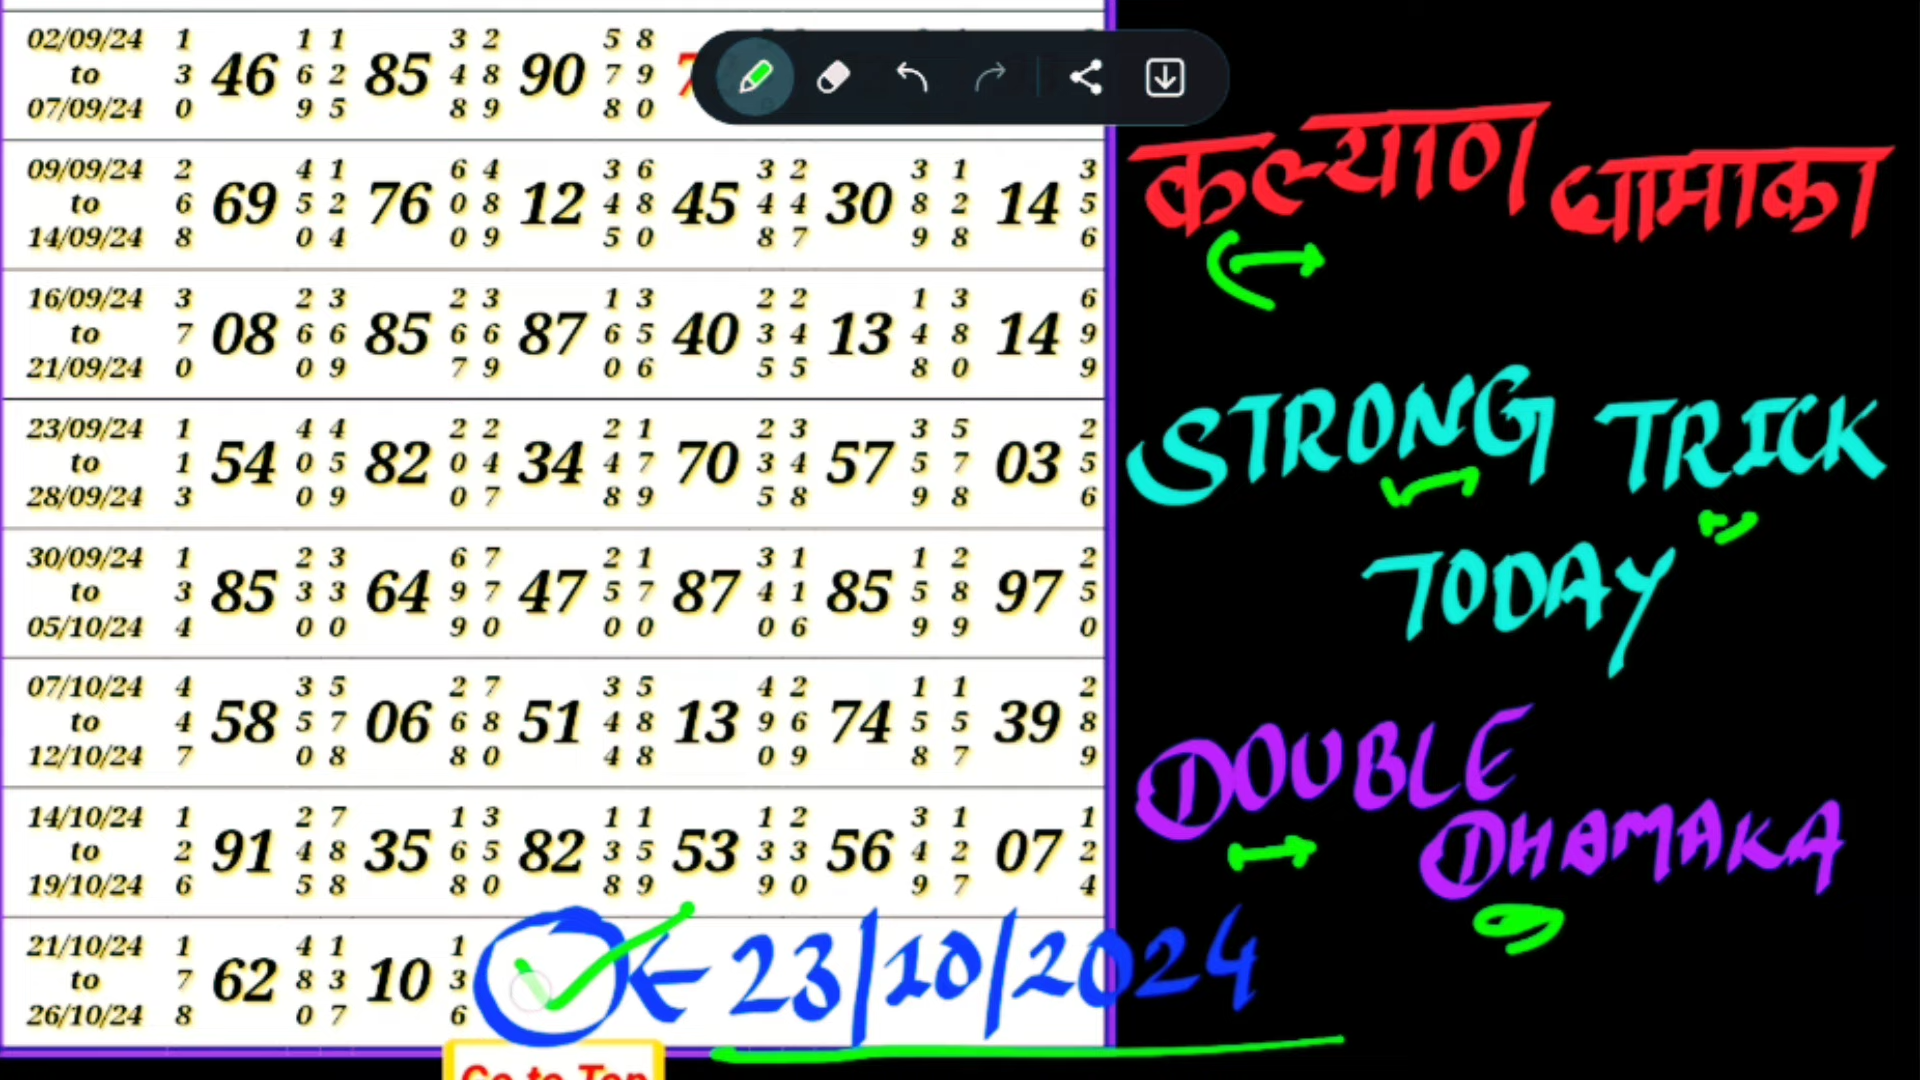 02/09/24 1 1 1 3 2 5 8
to 3 46 6 2 85 4 8 90 7 9
07/09/24 0 9 5 8 9 8 0
09/09/24 2 4 1 6 4 3 6 3 2 3 1 3
to 6 69 5 2 76 0 8 12 4 8 45 4 4 30 8 2 14 5
14/09/24 8 0 4 0 9 5 0 8 7 9 8 6
16/09/24 3 2 3 2 3 1 3 2 2 1 3 6
to 7 08 6 6 85 6 6 87 6 5 40 3 4 13 4 8 14 9
21/09/24 0 0 9 7 9 0 6 5 5 8 0 9
23/09/24 1 4 4 2 2 2 1 2 3 3 5 2
to 1 54 0 5 82 0 4 34 4 7 70 3 4 57 5 7 03 5
28/09/24 3 0 9 0 7 8 9 5 8 9 8 6
30/09/24 1 2 3 6 7 2 1 3 1 1 2 2
to 3 85 3 3 64 9 7 47 5 7 87 4 1 85 5 8 97 5
05/10/24 4 0 0 9 0 0 0 0 6 9 9 0
07/10/24 4 3 5 2 7 3 5 4 2 1 1 2
to 4 58 5 7 06 6 8 51 4 8 13 9 6 74 5 5 39 8
12/10/24 7 0 8 8 0 4 8 0 9 8 7 9
14/10/24 1 2 7 1 3 1 1 1 2 3 1 1
to 2 91 4 8 35 6 5 82 3 5 53 3 3 56 4 2 07 2
19/10/24 6 5 8 8 0 8 9 9 0 9 7 4
21/10/24 1 4 1 1
to 7 62 8 3 10 3
26/10/24 8 0 7 6
← 23/10/2024
Go to Top
कल्याण धामाका
STRONG TRICK
TODAY
DOUBLE
DHAMAKA